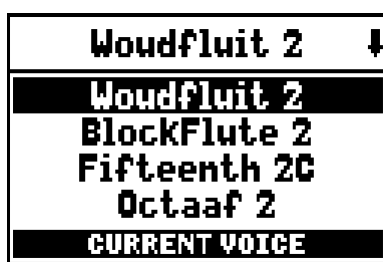 Woudfluit 2
Woudfluit 2
BlockFlute 2
Fifteenth 2C
Octaaf 2
CURRENT VOICE